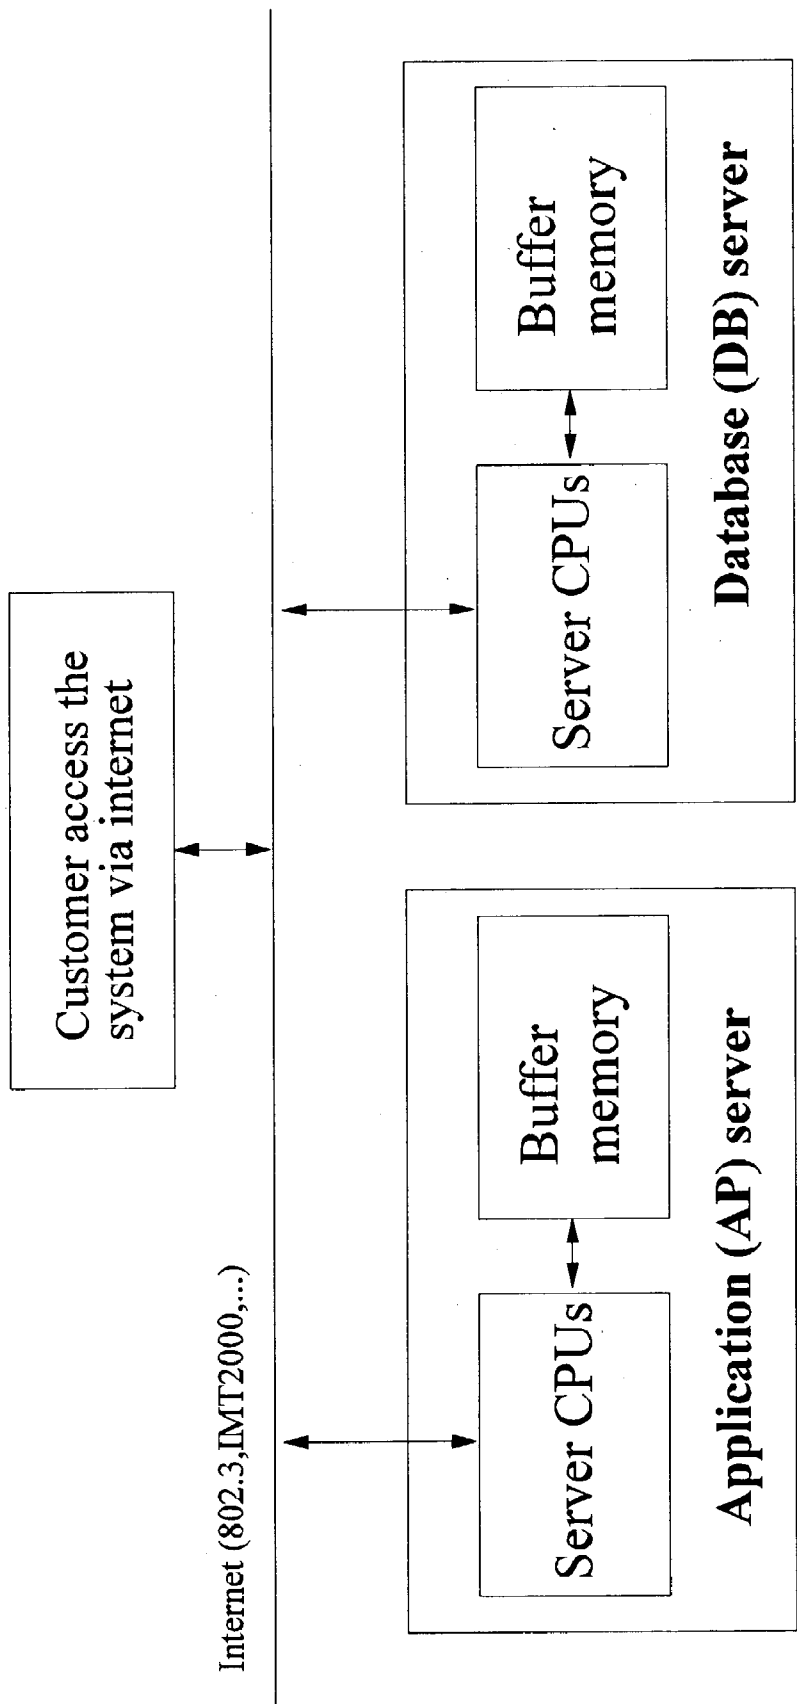 Customer access the
system via internet
Internet (802.3,IMT2000,...)
Server CPUs
Buffer
memory
Application (AP) server
Server CPUs
Buffer
memory
Database (DB) server